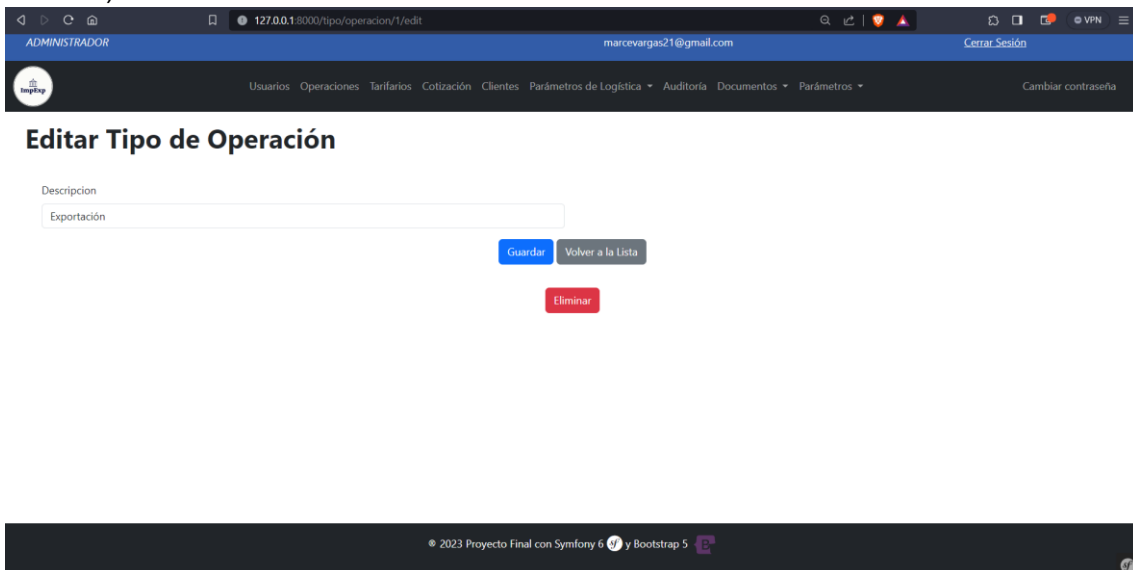 127.0.0.1:8000/tipo/operacion/1/edit
VPN
ADMINISTRADOR marcevargas21@gmail.com Cerrar Sesión
ImpExp
Usuarios Operaciones Tarifarios Cotización Clientes Parámetros de Logística Auditoría Documentos Parámetros Cambiar contraseña
Editar Tipo de Operación
Descripcion
Exportación
Guardar Volver a la Lista
Eliminar
© 2023 Proyecto Final con Symfony 6 sf y Bootstrap 5 B